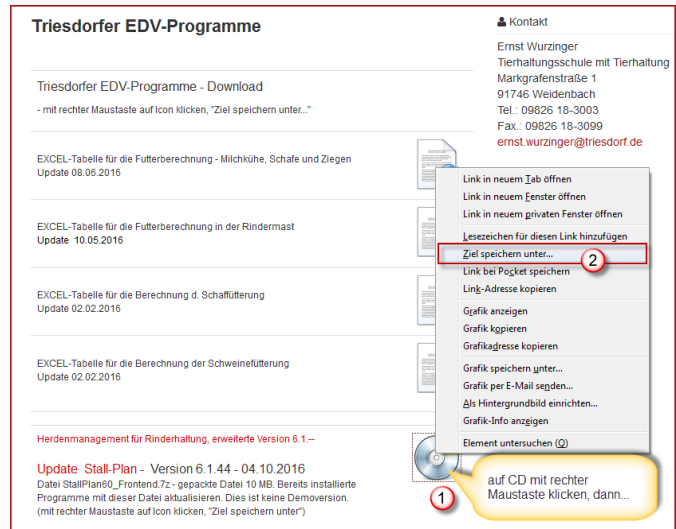 Triesdorfer EDV-Programme
Kontakt
Ernst Wurzinger
Tierhaltungsschule mit Tierhaltung
Markgrafenstraße 1
91746 Weidenbach
Tel.: 09826 18-3003
Fax.: 09826 18-3099
ernst.wurzinger@triesdorf.de
Triesdorfer EDV-Programme - Download
- mit rechter Maustaste auf Icon klicken, "Ziel speichern unter..."
EXCEL-Tabelle für die Futterberechnung - Milchkühe, Schafe und Ziegen
Update 08.06.2016
EXCEL-Tabelle für die Futterberechnung in der Rindermast
Update 10.05.2016
EXCEL-Tabelle für die Berechnung d. Schaffütterung
Update 02.02.2016
EXCEL-Tabelle für die Berechnung der Schweinefütterung
Update 02.02.2016
Link in neuem Tab öffnen
Link in neuem Fenster öffnen
Link in neuem privaten Fenster öffnen
Lesezeichen für diesen Link hinzufügen
Ziel speichern unter...
2
Link bei Pocket speichern
Link-Adresse kopieren
Grafik anzeigen
Grafik kopieren
Grafikadresse kopieren
Grafik speichern unter...
Grafik per E-Mail senden...
Als Hintergrundbild einrichten...
Grafik-Info anzeigen
Element untersuchen (Q)
Herdenmanagement für Rinderhaltung, erweiterte Version 6.1.--
Update Stall-Plan - Version 6.1.44 - 04.10.2016
Datei StallPlan60_Frontend.7z - gepackte Datei 10 MB. Bereits installierte
Programme mit dieser Datei aktualisieren. Dies ist keine Demoversion.
(mit rechter Maustaste auf Icon klicken, "Ziel speichern unter")
1
auf CD mit rechter
Maustaste klicken, dann...